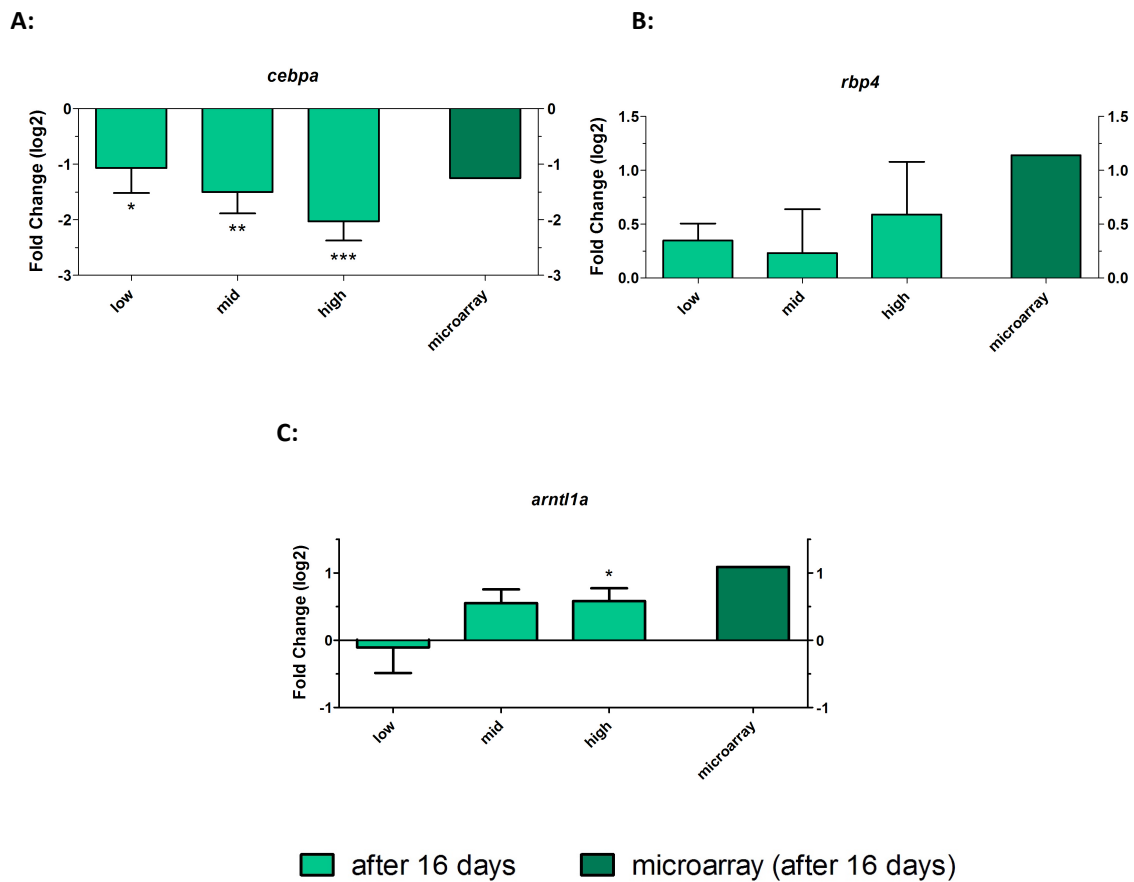 A:
cebpa
Fold Change (log2)
0
-1
-2
-3
0
-1
-2
-3
*
**
***
low
mid
high
microarray
B:
rbp4
Fold Change (log2)
1.5
1.0
0.5
0.0
1.5
1.0
0.5
0.0
low
mid
high
microarray
C:
arntl1a
Fold Change (log2)
1
0
-1
1
0
-1
*
low
mid
high
microarray
after 16 days
microarray (after 16 days)